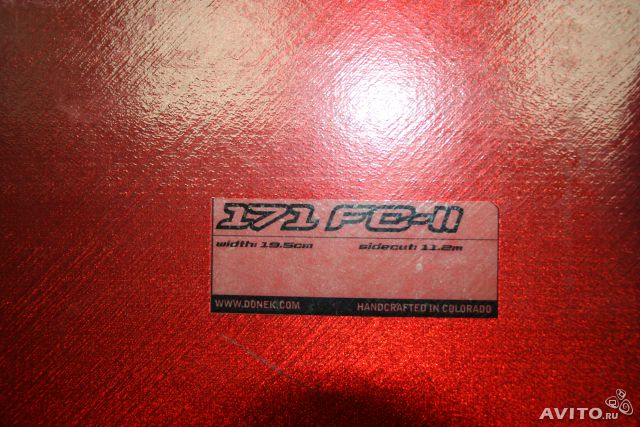 171 FC-II
width: 19.5cm sidecut: 11.2m
WWW.DONEK.COM HANDCRAFTED IN COLORADO
AVITO.ru